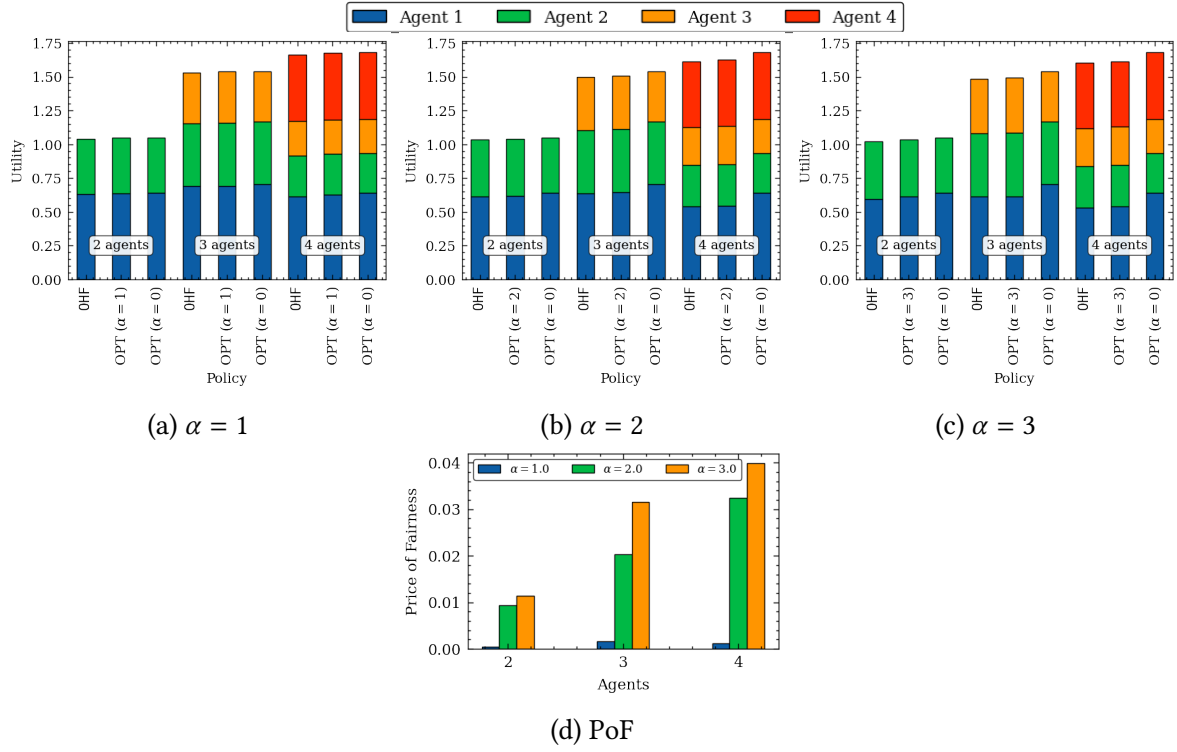 Agent 1 Agent 2 Agent 3 Agent 4
1.75
1.50
1.25
1.00
0.75
0.50
0.25
0.00
Utility
2 agents 3 agents 4 agents
OHF
OPT (α = 1)
OPT (α = 0)
OHF
OPT (α = 1)
OPT (α = 0)
OHF
OPT (α = 1)
OPT (α = 0)
Policy
(a) α = 1
1.75
1.50
1.25
1.00
0.75
0.50
0.25
0.00
Utility
2 agents 3 agents 4 agents
OHF
OPT (α = 2)
OPT (α = 0)
OHF
OPT (α = 2)
OPT (α = 0)
OHF
OPT (α = 2)
OPT (α = 0)
Policy
(b) α = 2
1.75
1.50
1.25
1.00
0.75
0.50
0.25
0.00
Utility
2 agents 3 agents 4 agents
OHF
OPT (α = 3)
OPT (α = 0)
OHF
OPT (α = 3)
OPT (α = 0)
OHF
OPT (α = 3)
OPT (α = 0)
Policy
(c) α = 3
α = 1.0 α = 2.0 α = 3.0
0.04
0.03
0.02
0.01
0.00
Price of Fairness
2 3 4
Agents
(d) PoF